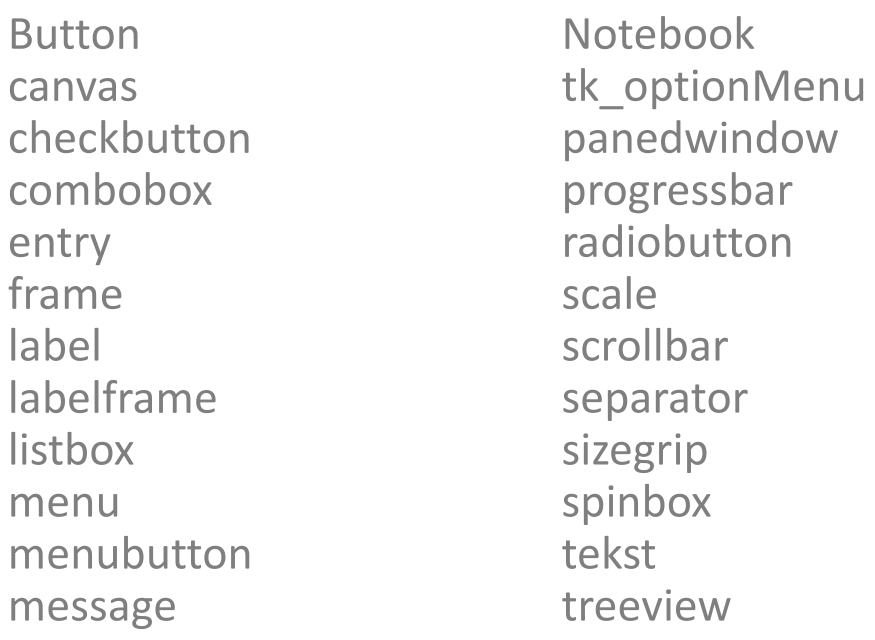 Button
canvas
checkbutton
combobox
entry
frame
label
labelframe
listbox
menu
menubutton
message
Notebook
tk_optionMenu
panedwindow
progressbar
radiobutton
scale
scrollbar
separator
sizegrip
spinbox
tekst
treeview